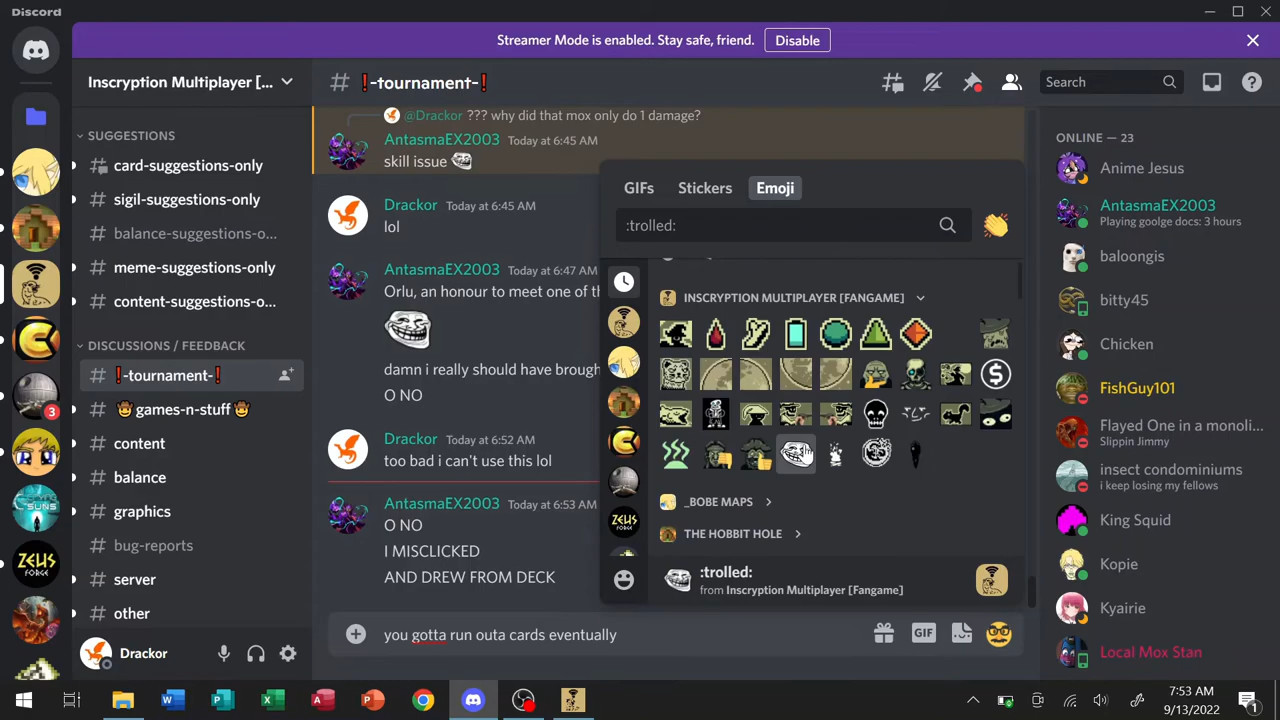 Discord
Streamer Mode is enabled. Stay safe, friend.
Disable
Inscryption Multiplayer [...
SUGGESTIONS
card-suggestions-only
sigil-suggestions-only
balance-suggestions-o...
meme-suggestions-only
content-suggestions-o...
DISCUSSIONS / FEEDBACK
# ❗-tournament-❗
# 🤠 games-n-stuff 🤠
# content
# balance
# graphics
# bug-reports
# server
# other
3
Drackor
# ❗-tournament-❗
Search
@Drackor ??? why did that mox only do 1 damage?
AntasmaEX2003 Today at 6:45 AM
skill issue
Drackor Today at 6:45 AM
lol
AntasmaEX2003 Today at 6:47 AM
Orlu, an honour to meet one of th
damn i really should have brough
O NO
Drackor Today at 6:52 AM
too bad i can't use this lol
AntasmaEX2003 Today at 6:53 AM
O NO
I MISCLICKED
AND DREW FROM DECK
you gotta run outa cards eventually
GIF
GIFs Stickers Emoji
:trolled:
INSCRYPTION MULTIPLAYER [FANGAME]
_BOBE MAPS
THE HOBBIT HOLE
:trolled:
from Inscryption Multiplayer [Fangame]
ZEUS
FORGE
ZEUS
FORGE
ONLINE — 23
Anime Jesus
AntasmaEX2003
Playing goolge docs: 3 hours
baloongis
bitty45
Chicken
FishGuy101
Flayed One in a monoli...
Slippin Jimmy
insect condominiums
i keep losing my fellows
King Squid
Kopie
Kyairie
Local Mox Stan
7:53 AM
9/13/2022
1